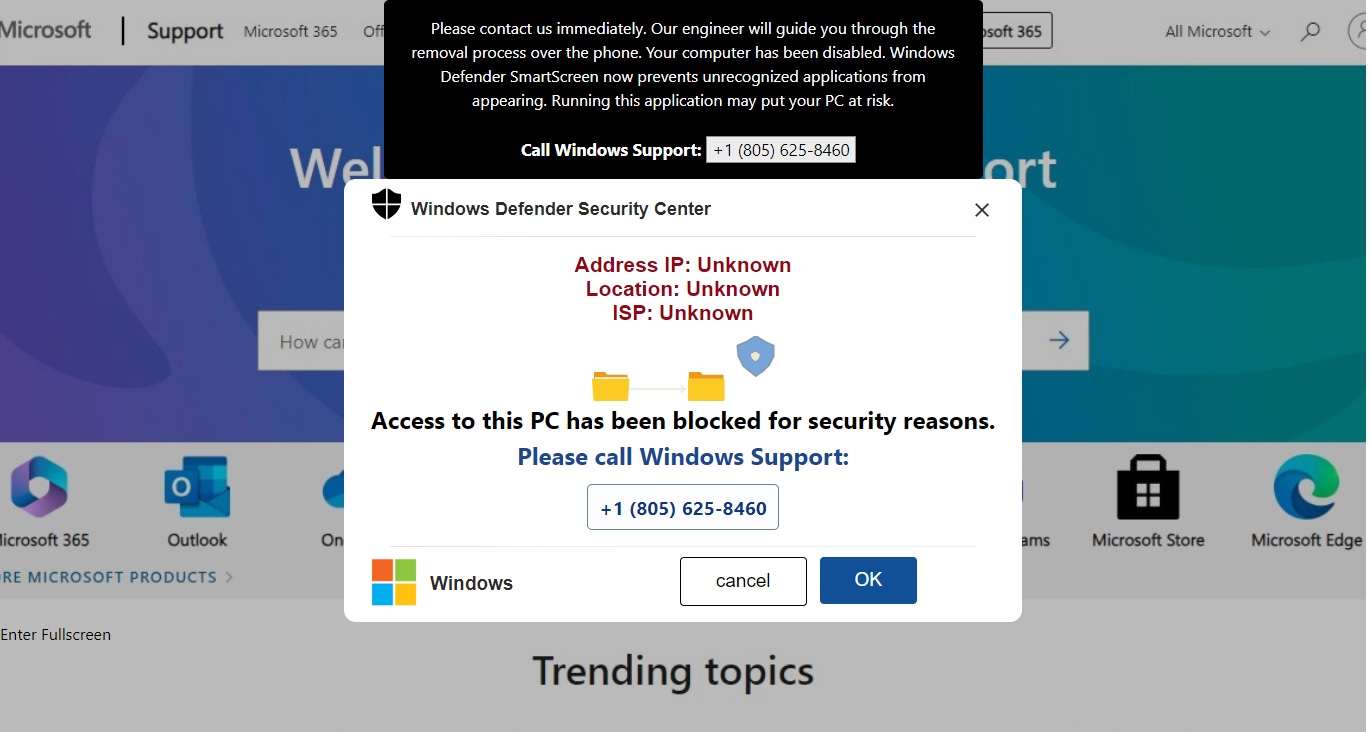 Microsoft Support Microsoft 365 Off osoft 365 All Microsoft
Please contact us immediately. Our engineer will guide you through the
removal process over the phone. Your computer has been disabled. Windows
Defender SmartScreen now prevents unrecognized applications from
appearing. Running this application may put your PC at risk.
Call Windows Support: +1 (805) 625-8460
Wel ort
Windows Defender Security Center
Address IP: Unknown
Location: Unknown
ISP: Unknown
How can
Access to this PC has been blocked for security reasons.
Please call Windows Support:
+1 (805) 625-8460
icrosoft 365 Outlook On ams Microsoft Store Microsoft Edge
RE MICROSOFT PRODUCTS
Windows cancel OK
Enter Fullscreen
Trending topics